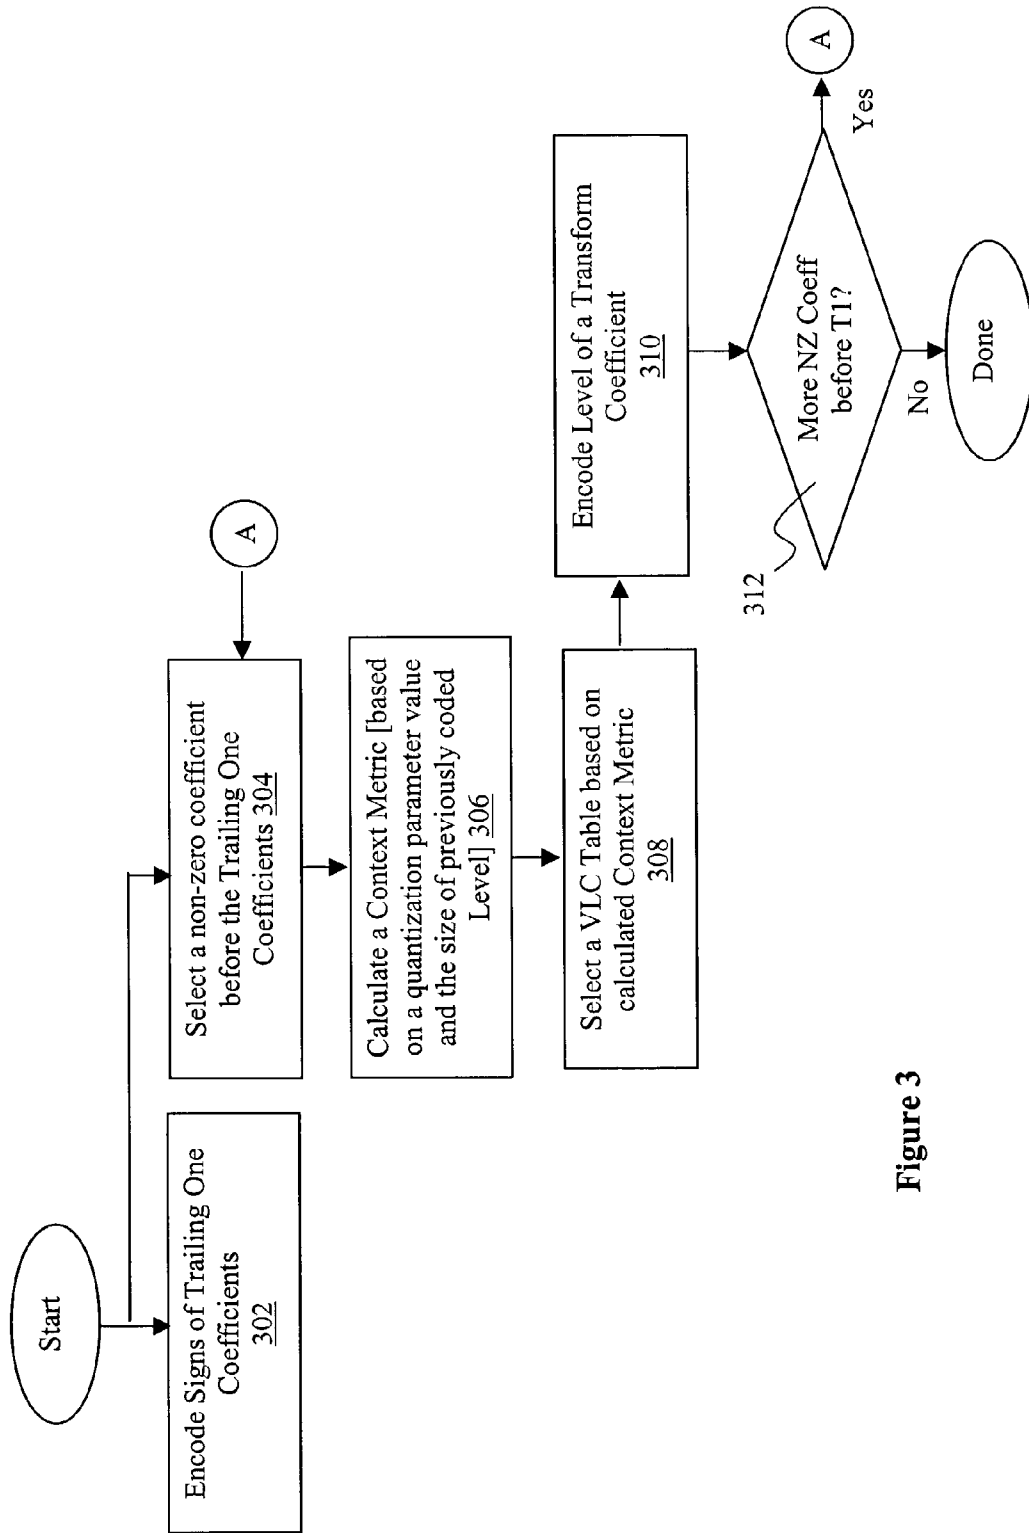 Start
Encode Signs of Trailing One
Coefficients
302
Select a non-zero coefficient
before the Trailing One
Coefficients 304
A
Calculate a Context Metric [based
on a quantization parameter value
and the size of previously coded
Level] 306
Select a VLC Table based on
calculated Context Metric
308
Encode Level of a Transform
Coefficient
310
312
More NZ Coeff
before T1?
Yes
A
No
Done
Figure 3